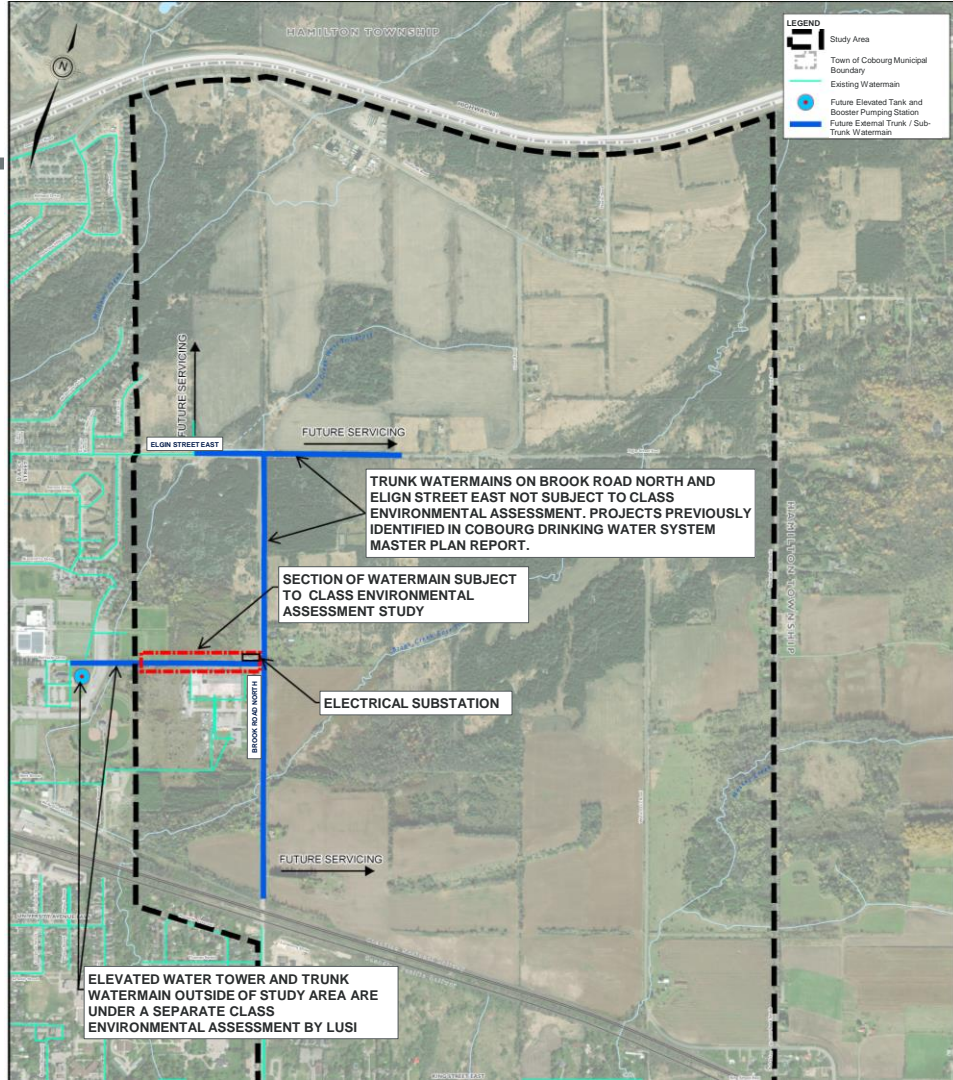 HAMILTON TOWNSHIP
LEGEND
Study Area
Town of Cobourg Municipal
Boundary
Existing Watermain
Future Elevated Tank and
Booster Pumping Station
Future External Trunk / Sub-
Trunk Watermain
N
FUTURE SERVICING
ELGIN STREET EAST
FUTURE SERVICING
TRUNK WATERMAINS ON BROOK ROAD NORTH AND
ELIGN STREET EAST NOT SUBJECT TO CLASS
ENVIRONMENTAL ASSESSMENT. PROJECTS PREVIOUSLY
IDENTIFIED IN COBOURG DRINKING WATER SYSTEM
MASTER PLAN REPORT.
HAMILTON TOWNSHIP
SECTION OF WATERMAIN SUBJECT
TO CLASS ENVIRONMENTAL
ASSESSMENT STUDY
ELECTRICAL SUBSTATION
BROOK ROAD NORTH
FUTURE SERVICING
ELEVATED WATER TOWER AND TRUNK
WATERMAIN OUTSIDE OF STUDY AREA ARE
UNDER A SEPARATE CLASS
ENVIRONMENTAL ASSESSMENT BY LUSI
KING STREET EAST